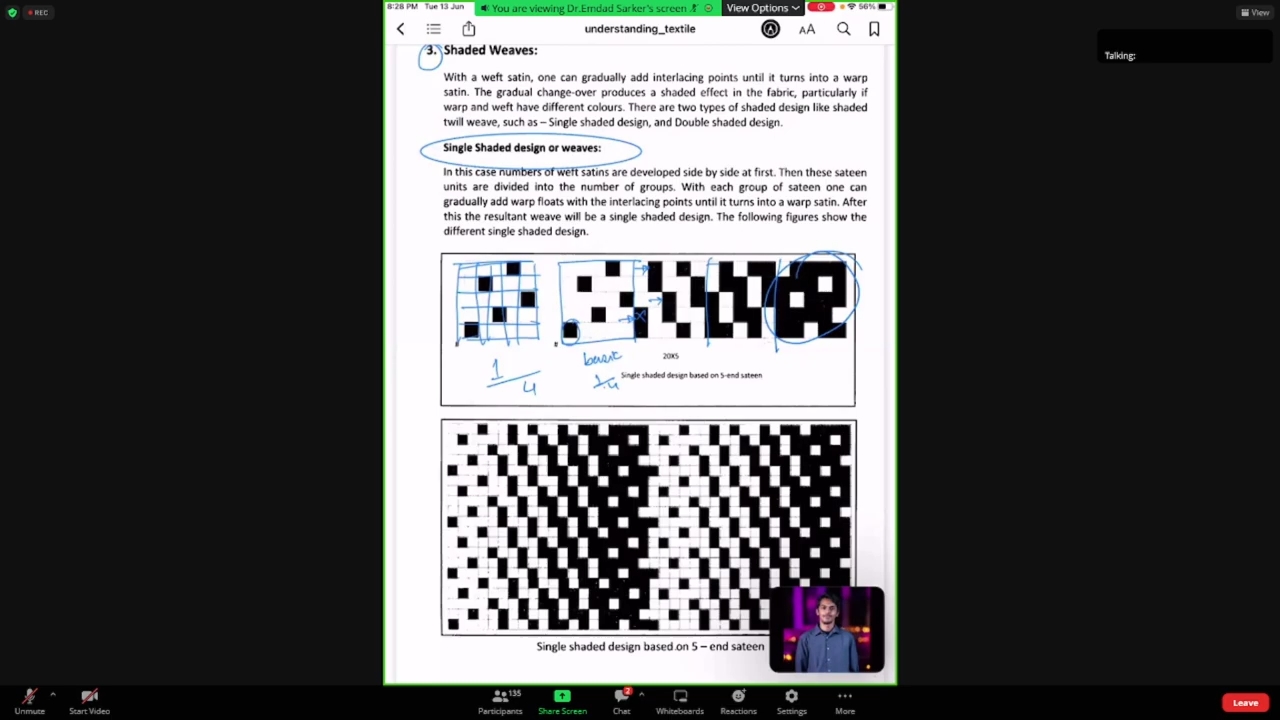 REC
8:28 PM Tue 13 Jun
You are viewing Dr.Emdad Sarker's screen
View Options
56%
View
understanding_textile
AA
Talking:
3. Shaded Weaves:
With a weft satin, one can gradually add interlacing points until it turns into a warp
satin. The gradual change-over produces a shaded effect in the fabric, particularly if
warp and weft have different colours. There are two types of shaded design like shaded
twill weave, such as – Single shaded design, and Double shaded design.
Single Shaded design or weaves:
In this case numbers of weft satins are developed side by side at first. Then these sateen
units are divided into the number of groups. With each group of sateen one can
gradually add warp floats with the interlacing points until it turns into a warp satin. After
this the resultant weave will be a single shaded design. The following figures show the
different single shaded design.
1/4
basic
1/4
20X5
Single shaded design based on 5-end sateen
Single shaded design based on 5 – end sateen
Unmute
Start Video
135
Participants
Share Screen
2
Chat
Whiteboards
Reactions
Settings
More
Leave